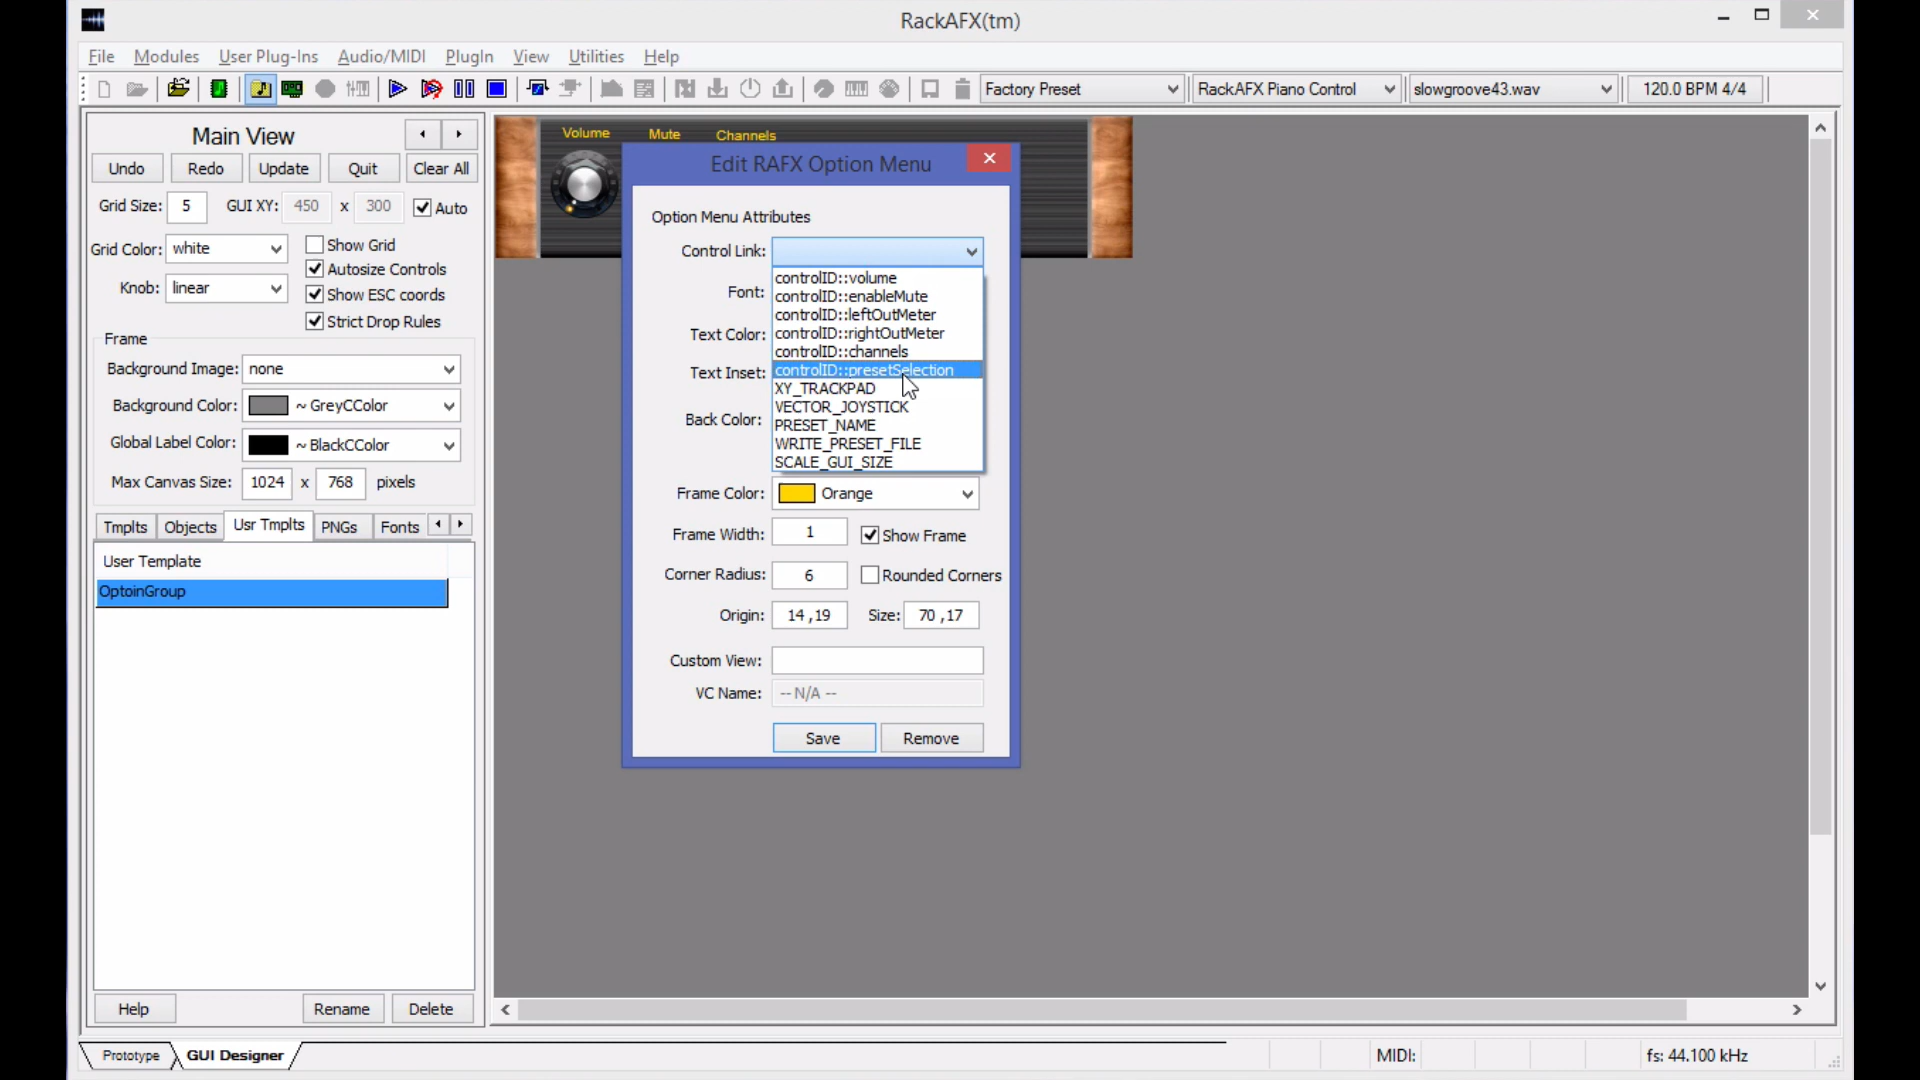 RackAFX(tm)
File Modules User Plug-Ins Audio/MIDI PlugIn View Utilities Help
Factory Preset RackAFX Piano Control slowgroove43.wav 120.0 BPM 4/4
Main View
Undo Redo Update Quit Clear All
Grid Size: 5 GUI XY: 450 x 300 Auto
Grid Color: white Show Grid
Autosize Controls
Knob: linear Show ESC coords
Strict Drop Rules
Frame
Background Image: none
Background Color: ~ GreyCColor
Global Label Color: ~ BlackCColor
Max Canvas Size: 1024 x 768 pixels
Tmplts Objects Usr Tmplts PNGs Fonts
User Template
OptoinGroup
Help Rename Delete
Volume Mute Channels
Edit RAFX Option Menu
Option Menu Attributes
Control Link:
Font:
Text Color:
Text Inset:
Back Color:
controlID::volume
controlID::enableMute
controlID::leftOutMeter
controlID::rightOutMeter
controlID::channels
controlID::presetSelection
XY_TRACKPAD
VECTOR_JOYSTICK
PRESET_NAME
WRITE_PRESET_FILE
SCALE_GUI_SIZE
Frame Color: Orange
Frame Width: 1 Show Frame
Corner Radius: 6 Rounded Corners
Origin: 14 ,19 Size: 70 ,17
Custom View:
VC Name: -- N/A --
Save Remove
Prototype GUI Designer MIDI: fs: 44.100 kHz